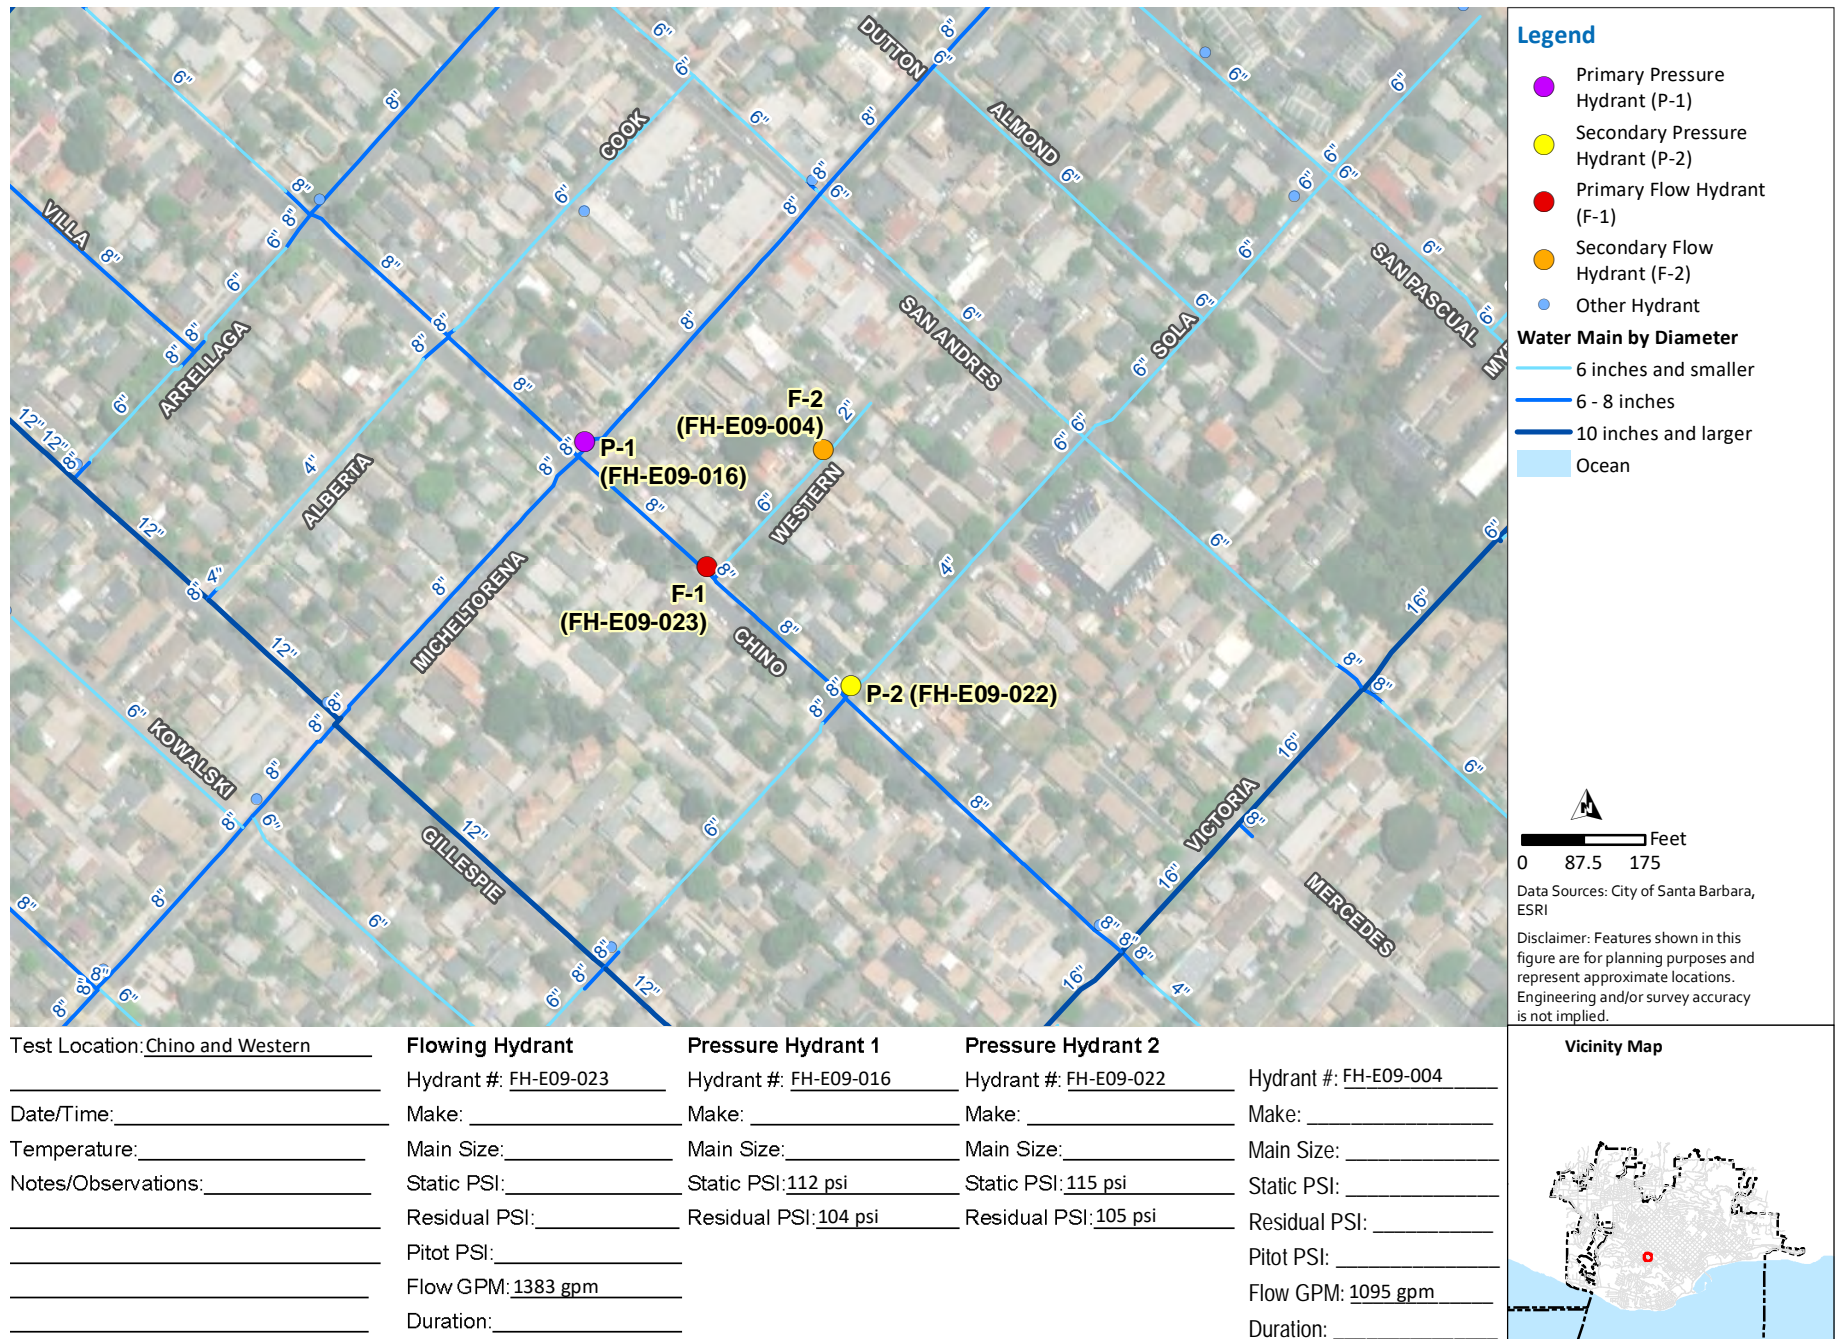 DUTTON
COOK
ALMOND
VILLA
ARRELLAGA
ALBERTA
MICHELTORENA
SAN ANDRES
SOLA
SAN PASCUAL
WESTERN
CHINO
KOWALSKI
GILLESPIE
VICTORIA
MERCEDES
F-2
(FH-E09-004)
P-1
(FH-E09-016)
F-1
(FH-E09-023)
P-2 (FH-E09-022)
2"
4"
6"
8"
12"
16"
Legend
Primary Pressure
Hydrant (P-1)
Secondary Pressure
Hydrant (P-2)
Primary Flow Hydrant
(F-1)
Secondary Flow
Hydrant (F-2)
Other Hydrant
Water Main by Diameter
6 inches and smaller
6 - 8 inches
10 inches and larger
Ocean
N
Feet
0 87.5 175
Data Sources: City of Santa Barbara,
ESRI
Disclaimer: Features shown in this
figure are for planning purposes and
represent approximate locations.
Engineering and/or survey accuracy
is not implied.
Vicinity Map
Test Location: Chino and Western
Date/Time:
Temperature:
Notes/Observations:
Flowing Hydrant
Hydrant #: FH-E09-023
Make:
Main Size:
Static PSI:
Residual PSI:
Pitot PSI:
Flow GPM: 1383 gpm
Duration:
Pressure Hydrant 1
Hydrant #: FH-E09-016
Make:
Main Size:
Static PSI: 112 psi
Residual PSI: 104 psi
Pressure Hydrant 2
Hydrant #: FH-E09-022
Make:
Main Size:
Static PSI: 115 psi
Residual PSI: 105 psi
Hydrant #: FH-E09-004
Make:
Main Size:
Static PSI:
Residual PSI:
Pitot PSI:
Flow GPM: 1095 gpm
Duration: